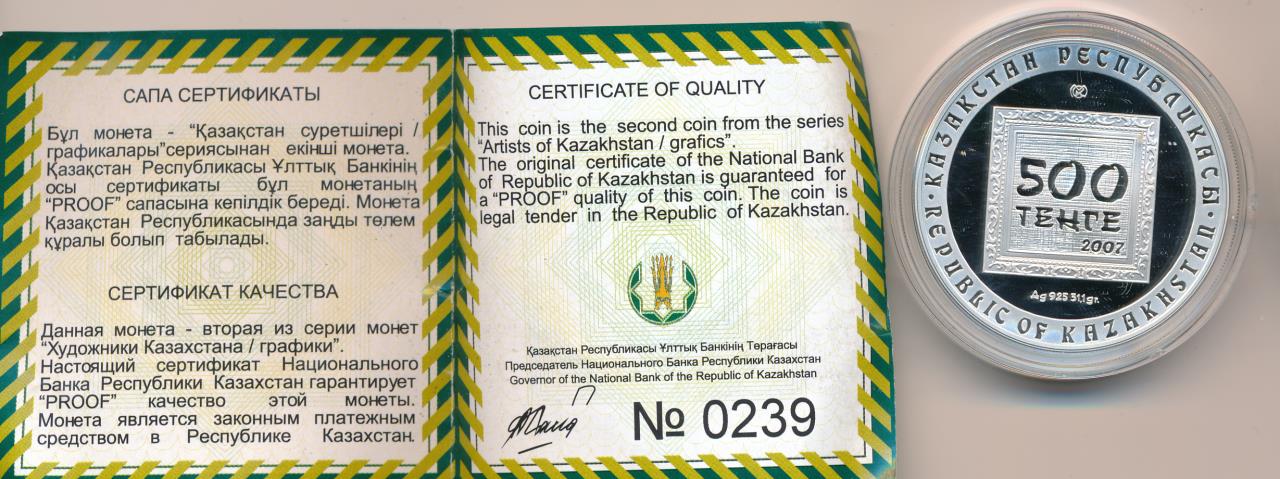 САПА СЕРТИФИКАТЫ
Бұл монета - “Қазақстан суретшілері /
графикалары”сериясынан екінші монета.
Қазақстан Республикасы Ұлттық Банкінің
осы сертификаты бұл монетаның
“PROOF” сапасына кепілдік береді. Монета
Қазақстан Республикасында заңды төлем
құралы болып табылады.
СЕРТИФИКАТ КАЧЕСТВА
Данная монета - вторая из серии монет
“Художники Казахстана / графики”.
Настоящий сертификат Национального
Банка Республики Казахстан гарантирует
“PROOF” качество этой монеты.
Монета является законным платежным
средством в Республике Казахстан.
CERTIFICATE OF QUALITY
This coin is the second coin from the series
“Artists of Kazakhstan / grafics”.
The original certificate of the National Bank
of Republic of Kazakhstan is guaranteed for
a “PROOF” quality of this coin. The coin is
legal tender in the Republic of Kazakhstan.
Қазақстан Республикасы Ұлттық Банкінің Төрағасы
Председатель Национального Банка Республики Казахстан
Governor of the National Bank of the Republic of Kazakhstan
№ 0239
ҚАЗАҚСТАН РЕСПУБЛИКАСЫ
500
ТЕҢГЕ
2007
Ag 925 31,1 gr.
REPUBLIC OF KAZAKHSTAN